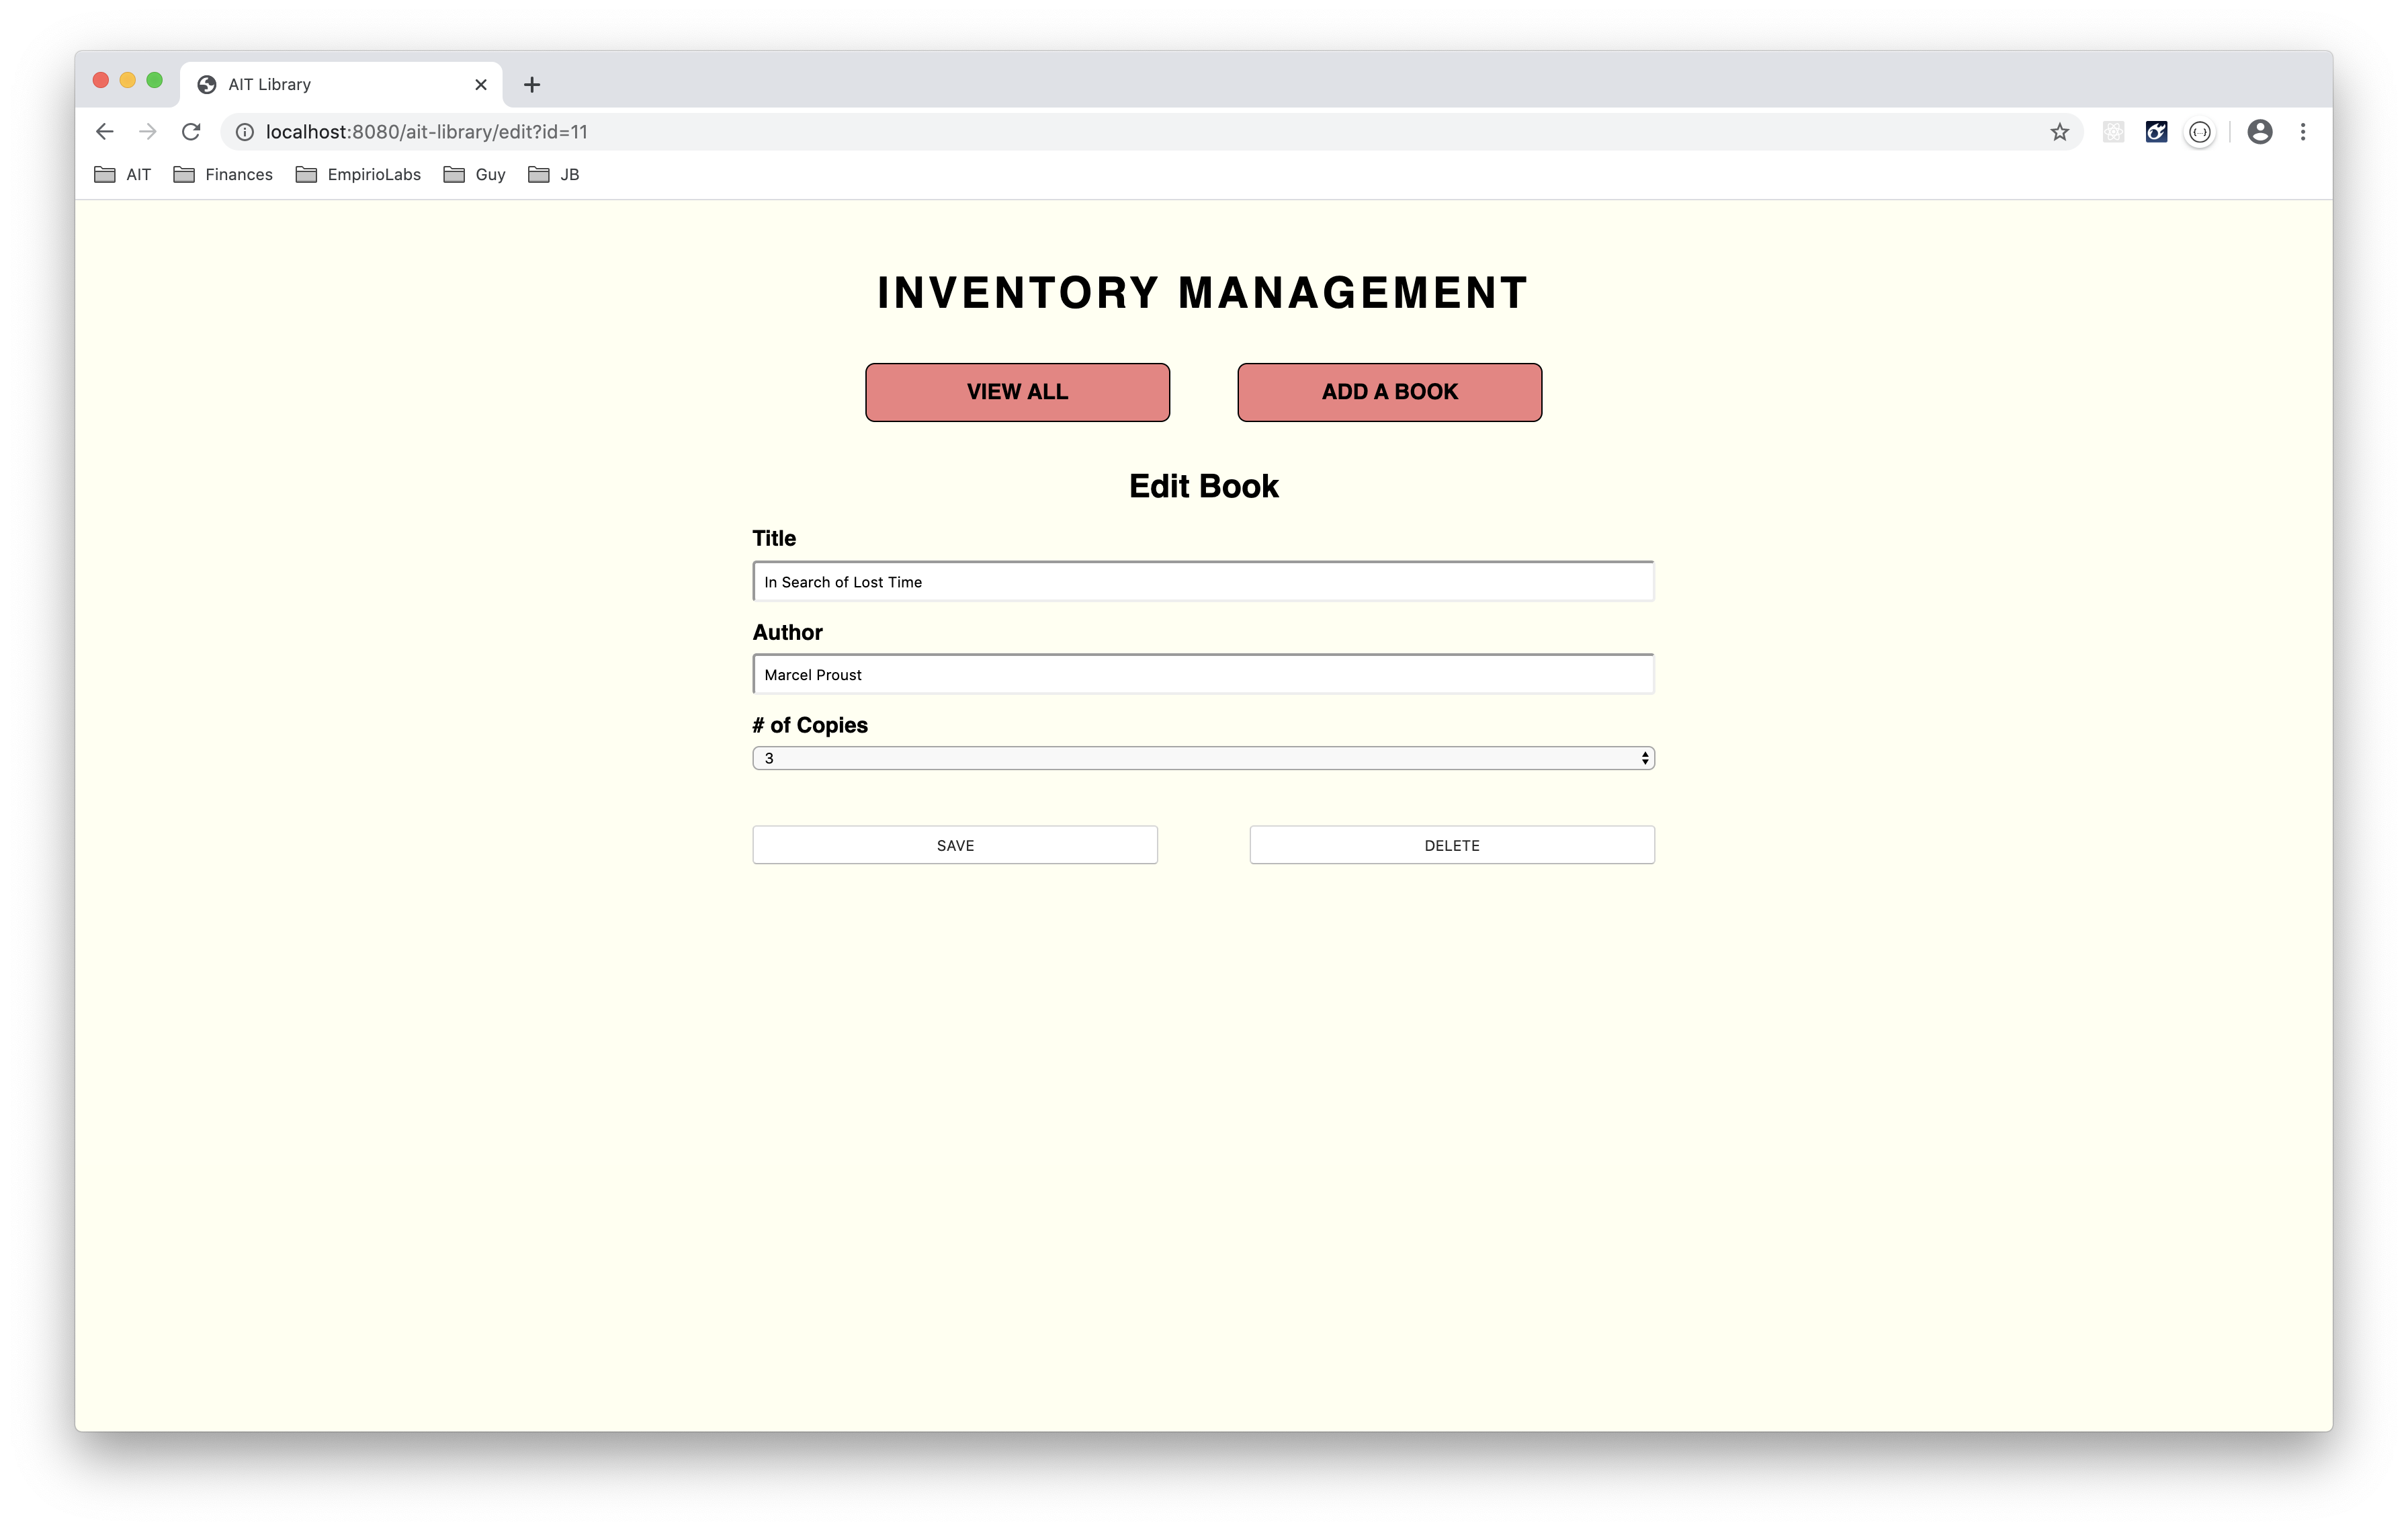 AIT Library
localhost:8080/ait-library/edit?id=11
AIT Finances EmpirioLabs Guy JB
INVENTORY MANAGEMENT
VIEW ALL ADD A BOOK
Edit Book
Title
In Search of Lost Time
Author
Marcel Proust
# of Copies
3
SAVE DELETE